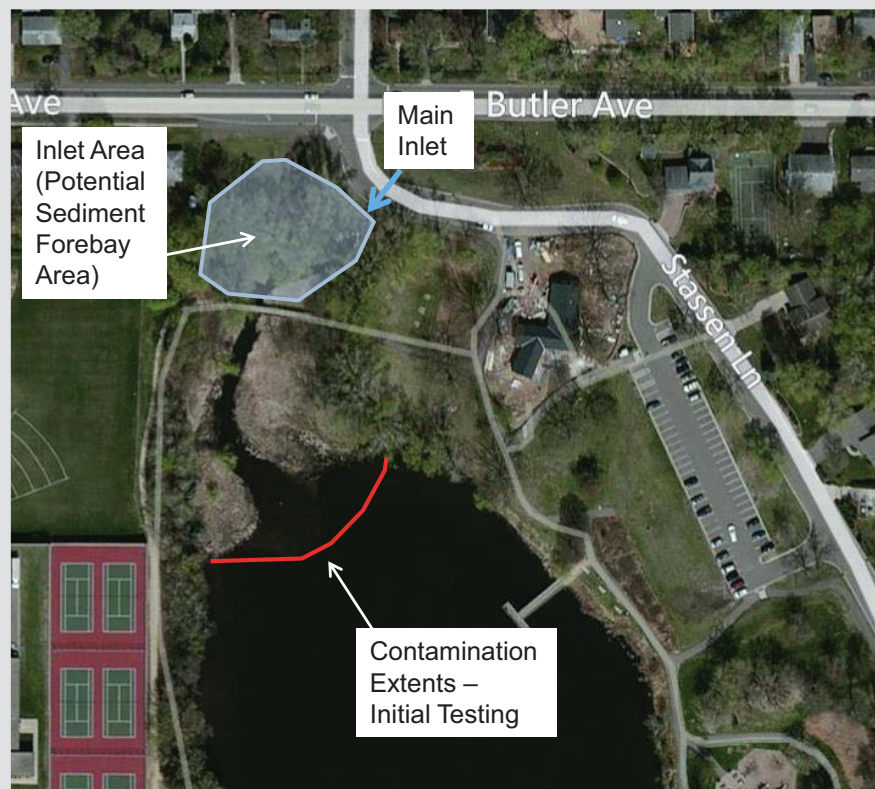 Ave
Butler Ave
Main
Inlet
Inlet Area
(Potential
Sediment
Forebay
Area)
Stassen Ln
Contamination
Extents –
Initial Testing